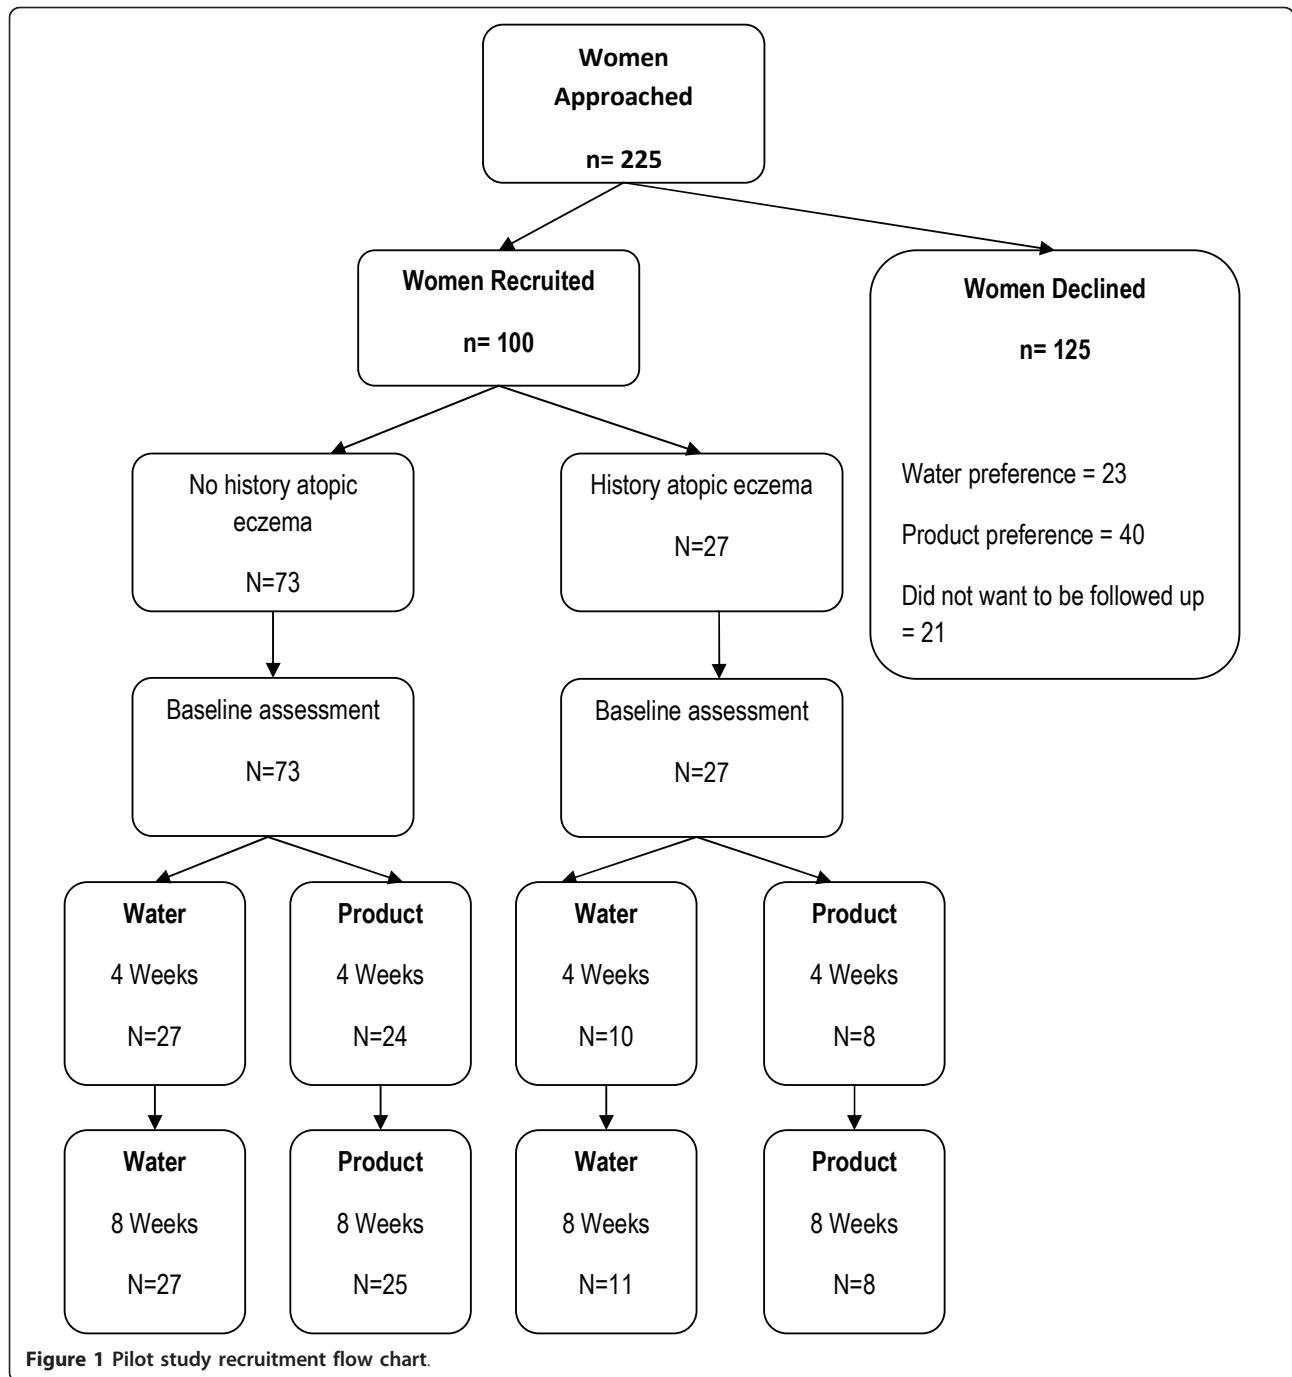 Women
Approached
n= 225
Women Recruited
n= 100
Women Declined
n= 125
Water preference = 23
Product preference = 40
Did not want to be followed up
= 21
No history atopic
eczema
N=73
History atopic eczema
N=27
Baseline assessment
N=73
Baseline assessment
N=27
Water
4 Weeks
N=27
Product
4 Weeks
N=24
Water
4 Weeks
N=10
Product
4 Weeks
N=8
Water
8 Weeks
N=27
Product
8 Weeks
N=25
Water
8 Weeks
N=11
Product
8 Weeks
N=8
Figure 1 Pilot study recruitment flow chart.